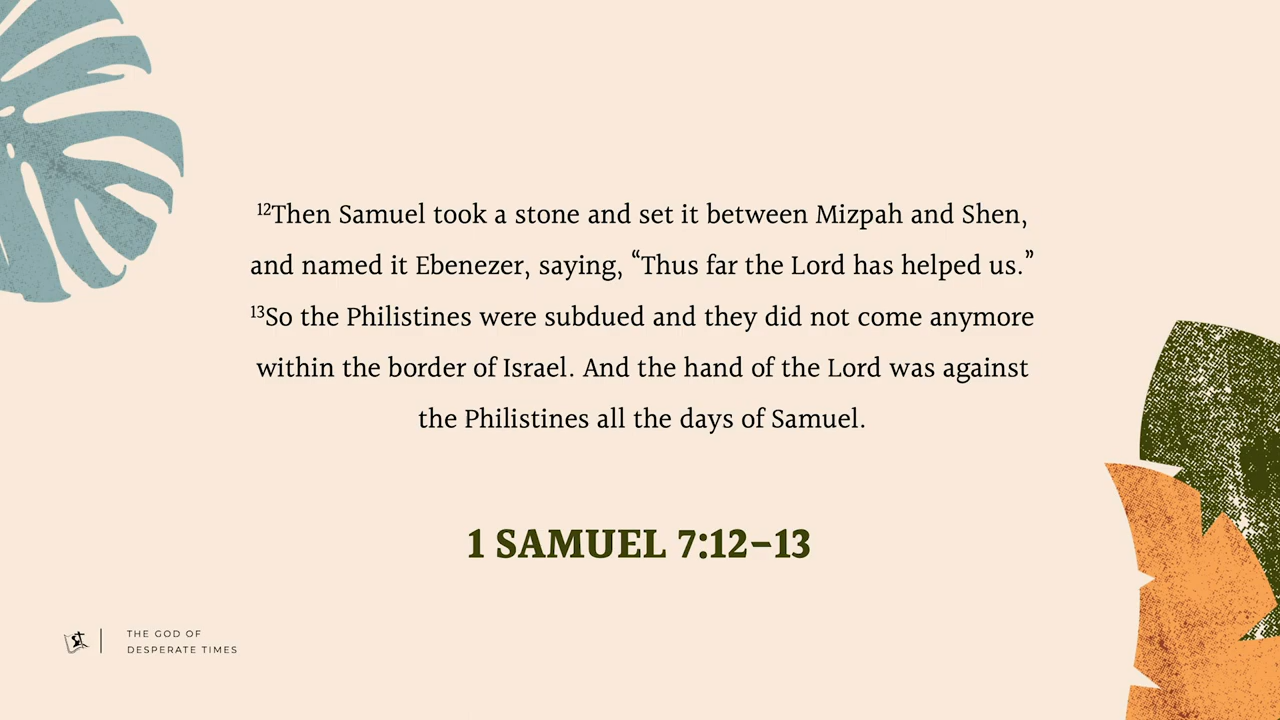 ¹²Then Samuel took a stone and set it between Mizpah and Shen,
and named it Ebenezer, saying, “Thus far the Lord has helped us.”
¹³So the Philistines were subdued and they did not come anymore
within the border of Israel. And the hand of the Lord was against
the Philistines all the days of Samuel.
1 SAMUEL 7:12–13
THE GOD OF
DESPERATE TIMES